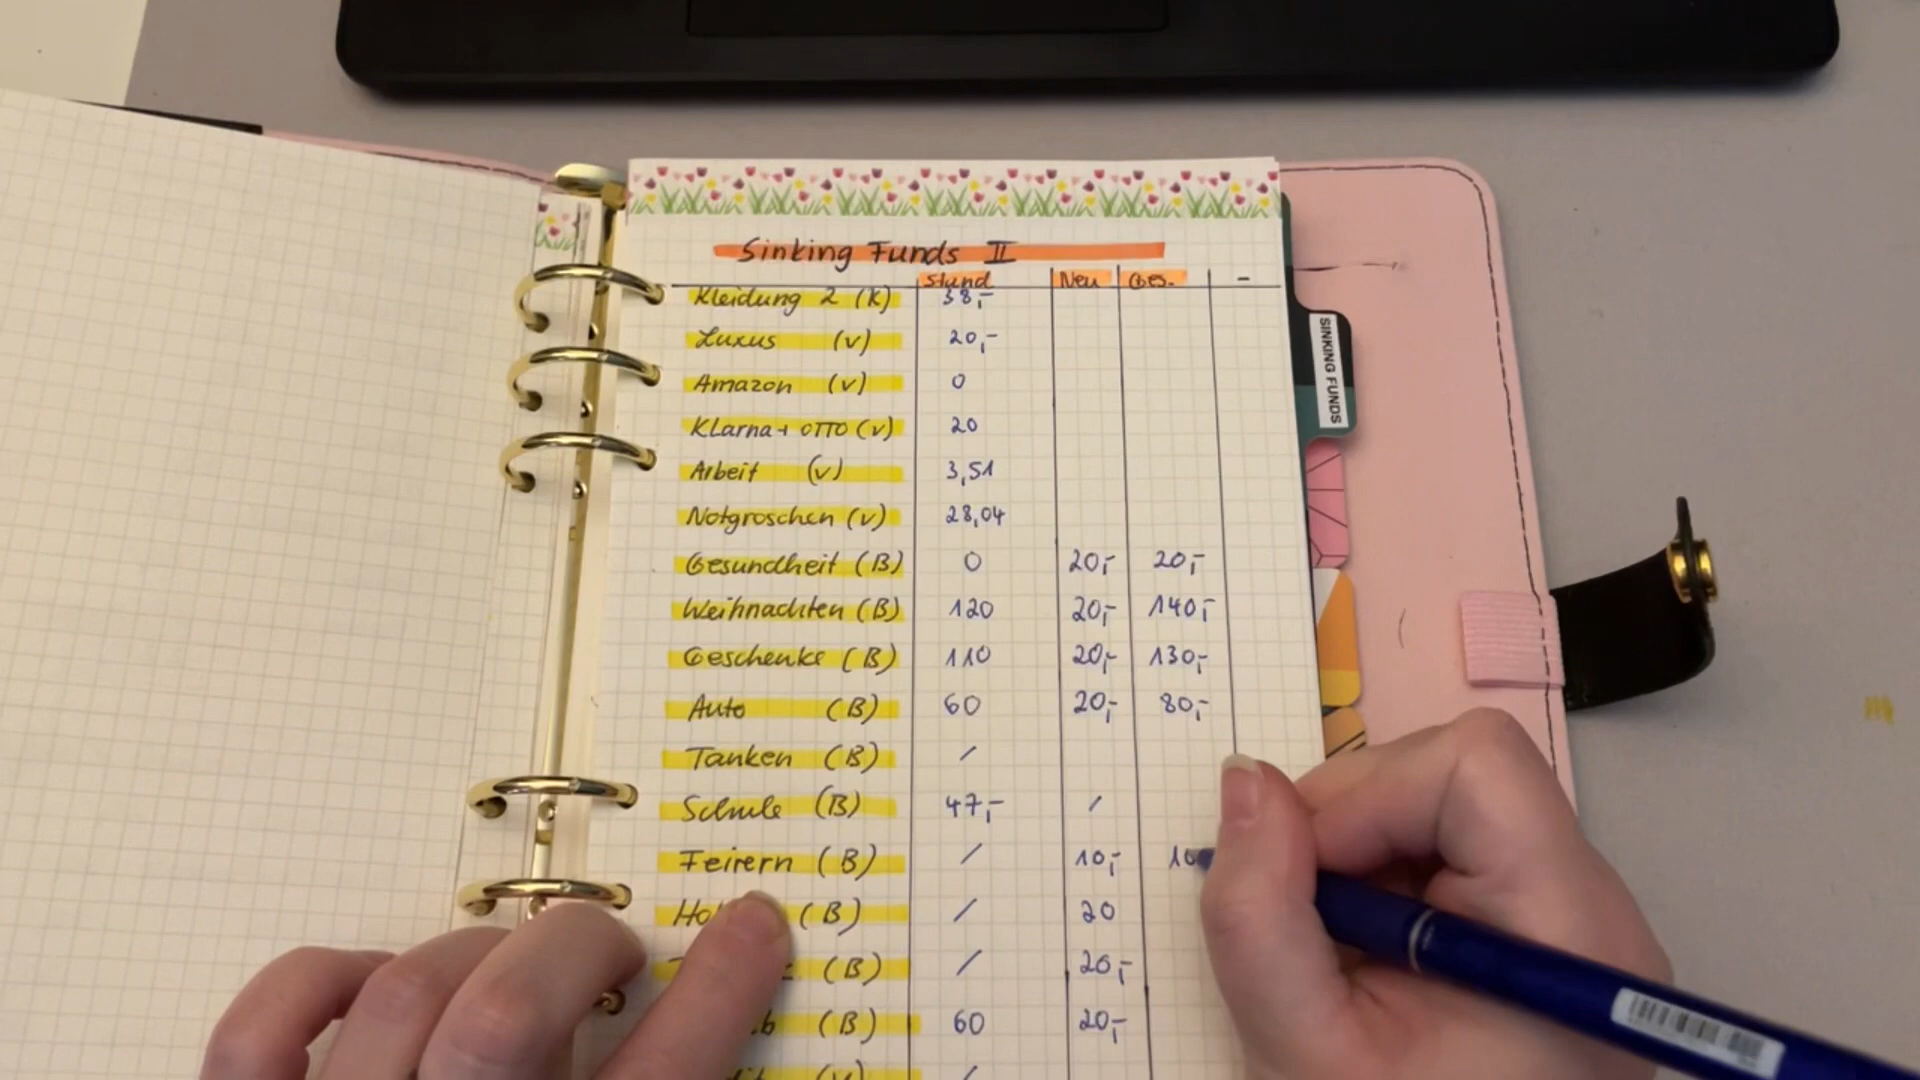 Sinking Funds II
Stand Neu Ges. -
Kleidung 2 (K) 38,-
Luxus (V) 20,-
Amazon (V) 0
Klarna + OTTO (V) 20
Arbeit (V) 3,51
Notgroschen (V) 28,04
Gesundheit (B) 0 20,- 20,-
Weihnachten (B) 120 20,- 140,-
Geschenke (B) 110 20,- 130,-
Auto (B) 60 20,- 80,-
Tanken (B) /
Schule (B) 47,- /
Feirern (B) / 10,- 10
(B) / 20
(B) / 20,-
(B) 60 20,-
SINKING FUNDS